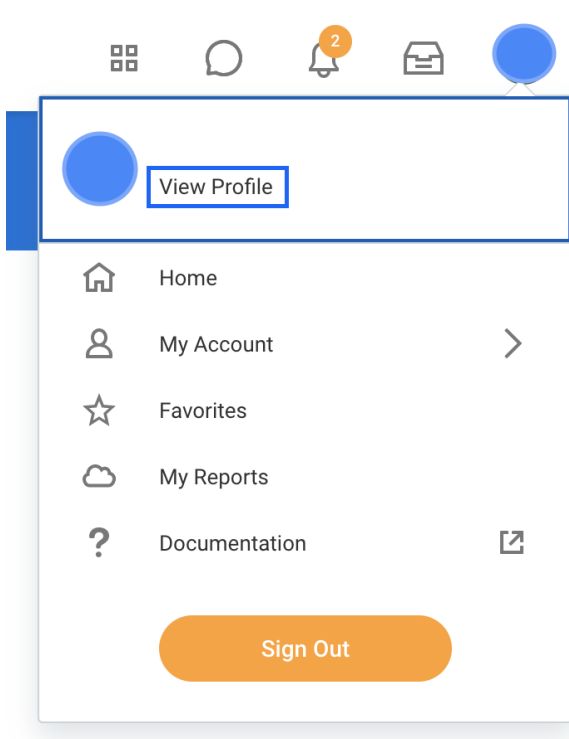 2
View Profile
Home
My Account
Favorites
My Reports
Documentation
Sign Out